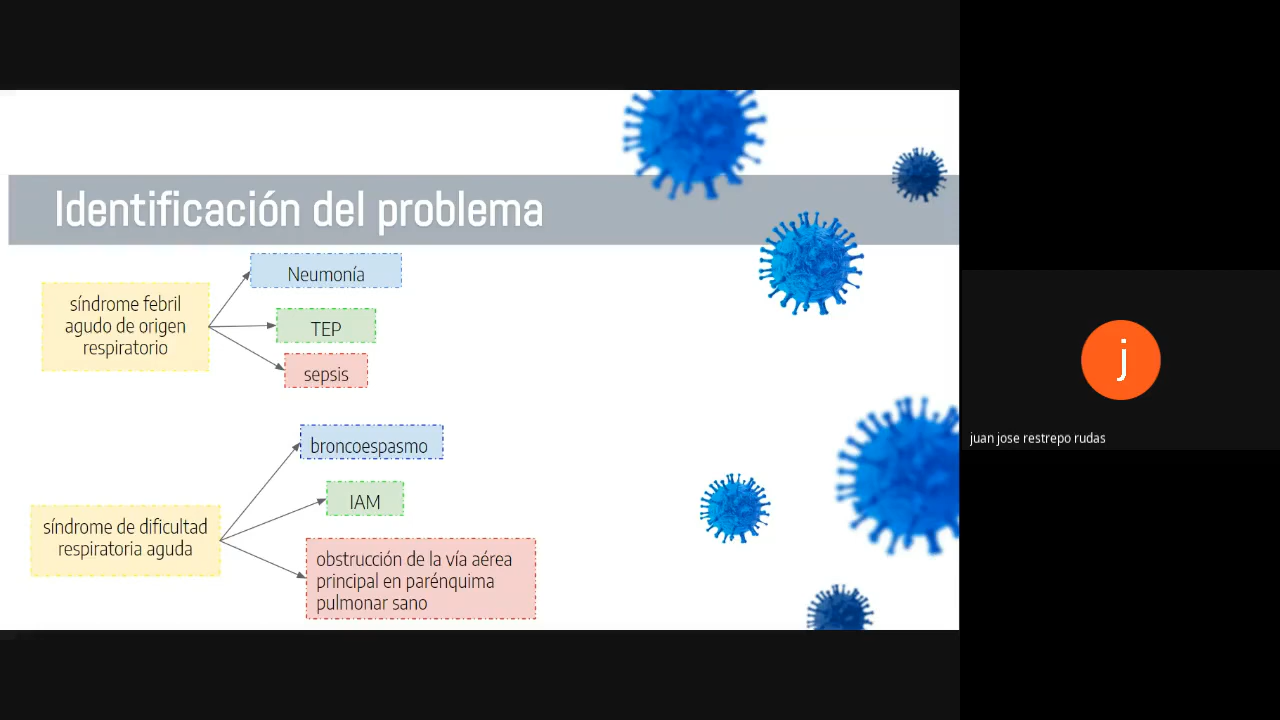 Identificación del problema
síndrome febril
agudo de origen
respiratorio
Neumonía
TEP
sepsis
síndrome de dificultad
respiratoria aguda
broncoespasmo
IAM
obstrucción de la vía aérea
principal en parénquima
pulmonar sano
j
juan jose restrepo rudas